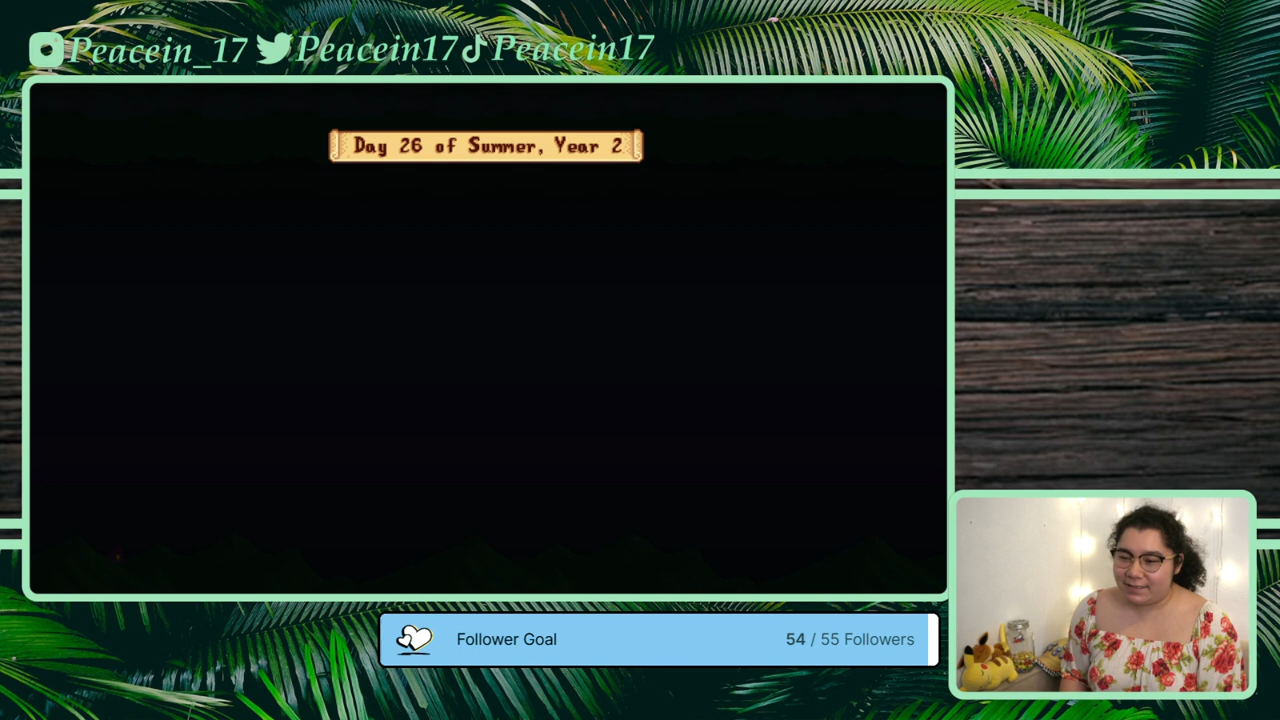 Peacein_17 Peacein17 Peacein17
Day 26 of Summer, Year 2
Follower Goal 54 / 55 Followers